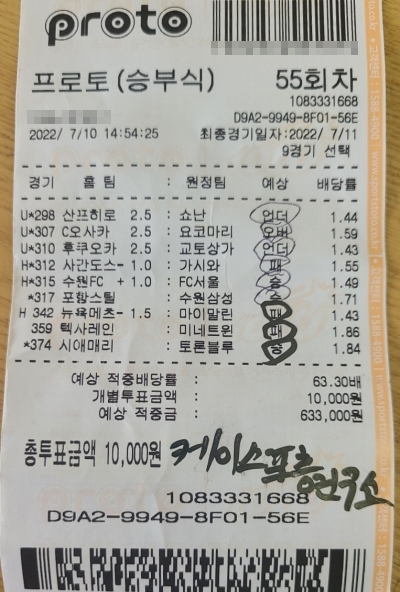 proto
프로토(승부식) 55회차
1083331668
D9A2-9949-8F01-56E
2022/ 7/10 14:54:25 최종경기일자:2022/ 7/11
9경기 선택
경기 홈 팀 : 원정팀 예상 배당률
U*298 산프히로 2.5 : 쇼난 언더 1.44
U*307 C오사카 2.5 : 요코마리 오버 1.59
U*310 후쿠오카 2.5 : 교토상가 언더 1.43
H*312 사간도스- 1.0 : 가시와 패 1.55
H*315 수원FC + 1.0 : FC서울 승 1.49
*317 포항스틸 : 수원삼성 승 1.71
H 342 뉴욕메츠- 1.5 : 마이말린 패 1.43
359 텍사레인 : 미네트윈 패 1.86
*374 시애매리 : 토론블루 승 1.84
예상 적중배당률 : 63.30배
개별투표금액 : 10,000원
예상 적중금 : 633,000원
총투표금액 10,000원 케이스포츠
연구소
1083331668
D9A2-9949-8F01-56E